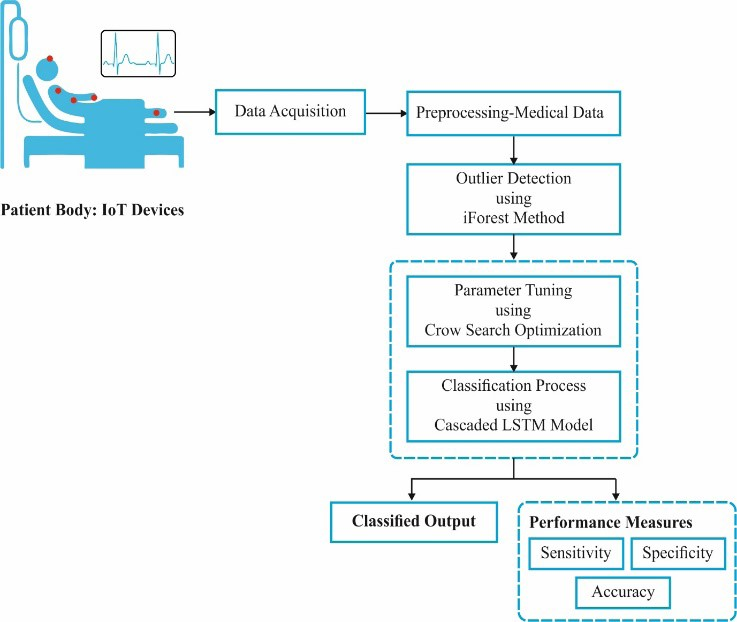 Data Acquisition
Preprocessing-Medical Data
Patient Body: IoT Devices
Outlier Detection
using
iForest Method
Parameter Tuning
using
Crow Search Optimization
Classification Process
using
Cascaded LSTM Model
Classified Output
Performance Measures
Sensitivity
Specificity
Accuracy